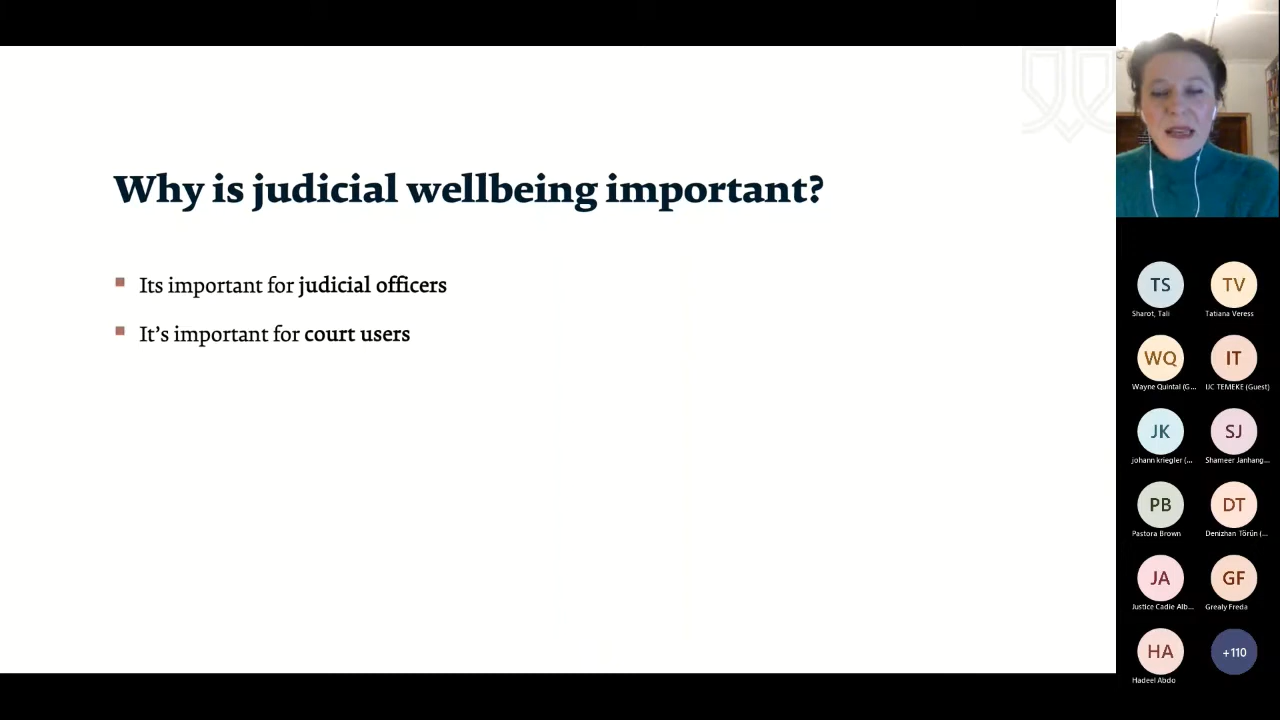 Why is judicial wellbeing important?
Its important for judicial officers
It's important for court users
TS
TV
Sharot, Tali
Tatiana Veress
WQ
IT
Wayne Quintal (G...
IJC TEMEKE (Guest)
JK
SJ
johann kriegler (...
Shameer Janhang...
PB
DT
Pastora Brown
Denizhan Törün (...
JA
GF
Justice Cadie Alb...
Grealy Freda
HA
+110
Hadeel Abdo